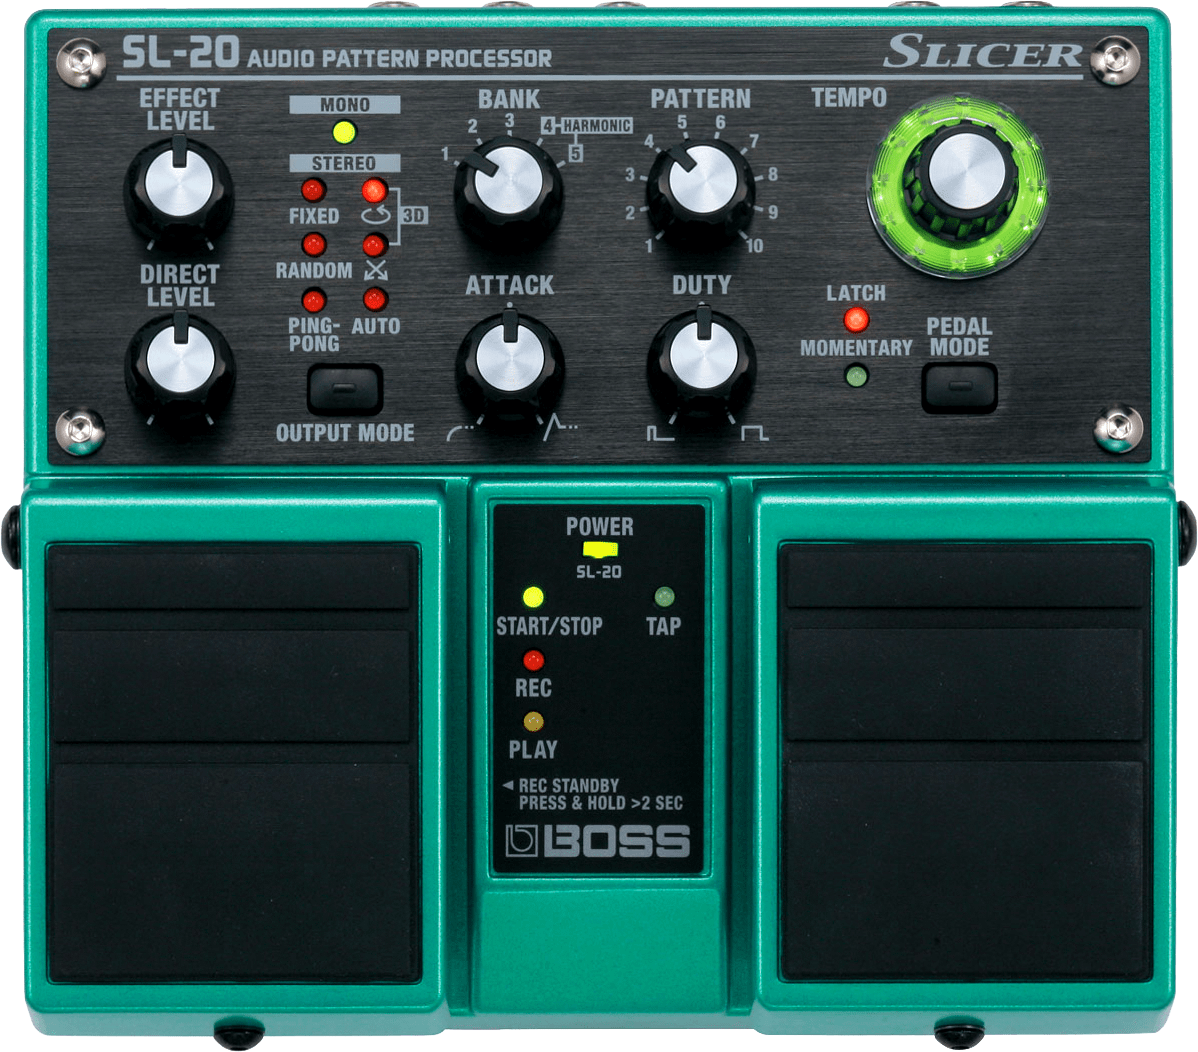 SL-20 AUDIO PATTERN PROCESSOR
SLICER
EFFECT
LEVEL
MONO
STEREO
FIXED
3D
RANDOM
PING-
PONG
AUTO
OUTPUT MODE
DIRECT
LEVEL
BANK
1 2 3 4 HARMONIC
5
PATTERN
1 2 3 4 5 6 7 8 9 10
TEMPO
ATTACK
DUTY
LATCH
MOMENTARY
PEDAL
MODE
POWER
SL-20
START/STOP
TAP
REC
PLAY
REC STANDBY
PRESS & HOLD >2 SEC
BOSS